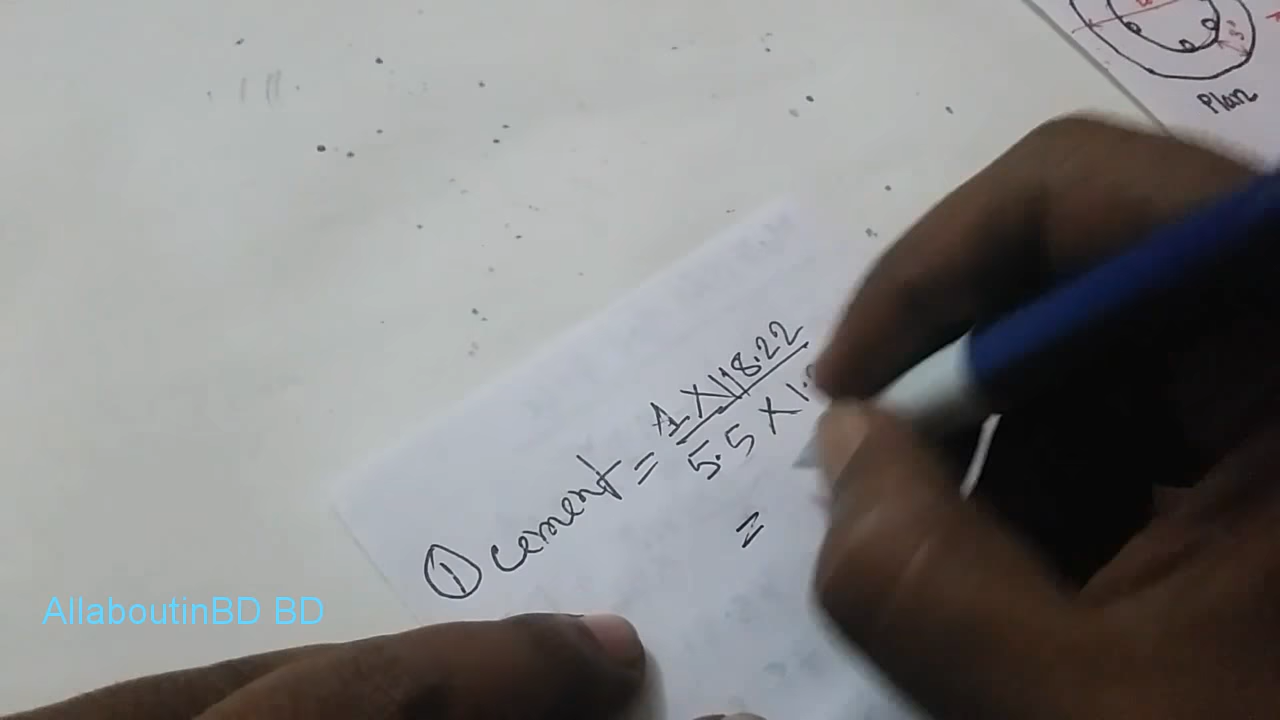 Plan
① cement = 1 X 118.22
5.5 X 1.
=
AllaboutinBD BD